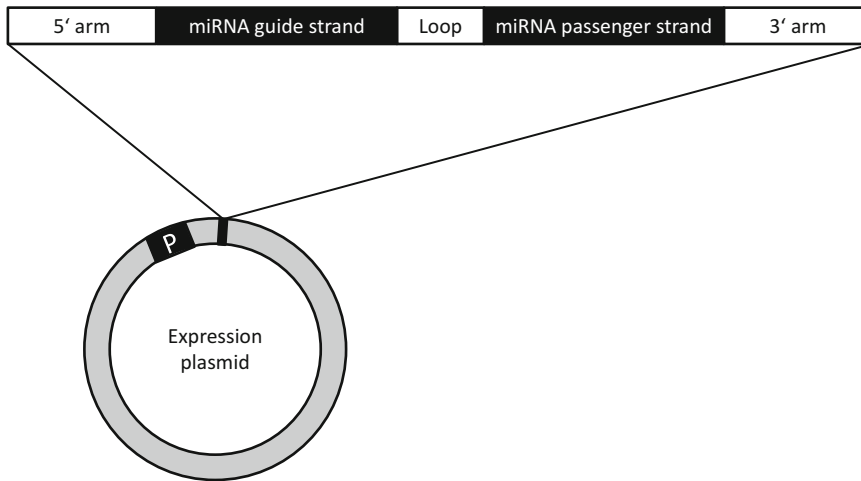 5‘ arm miRNA guide strand Loop miRNA passenger strand 3‘ arm
P
Expression
plasmid